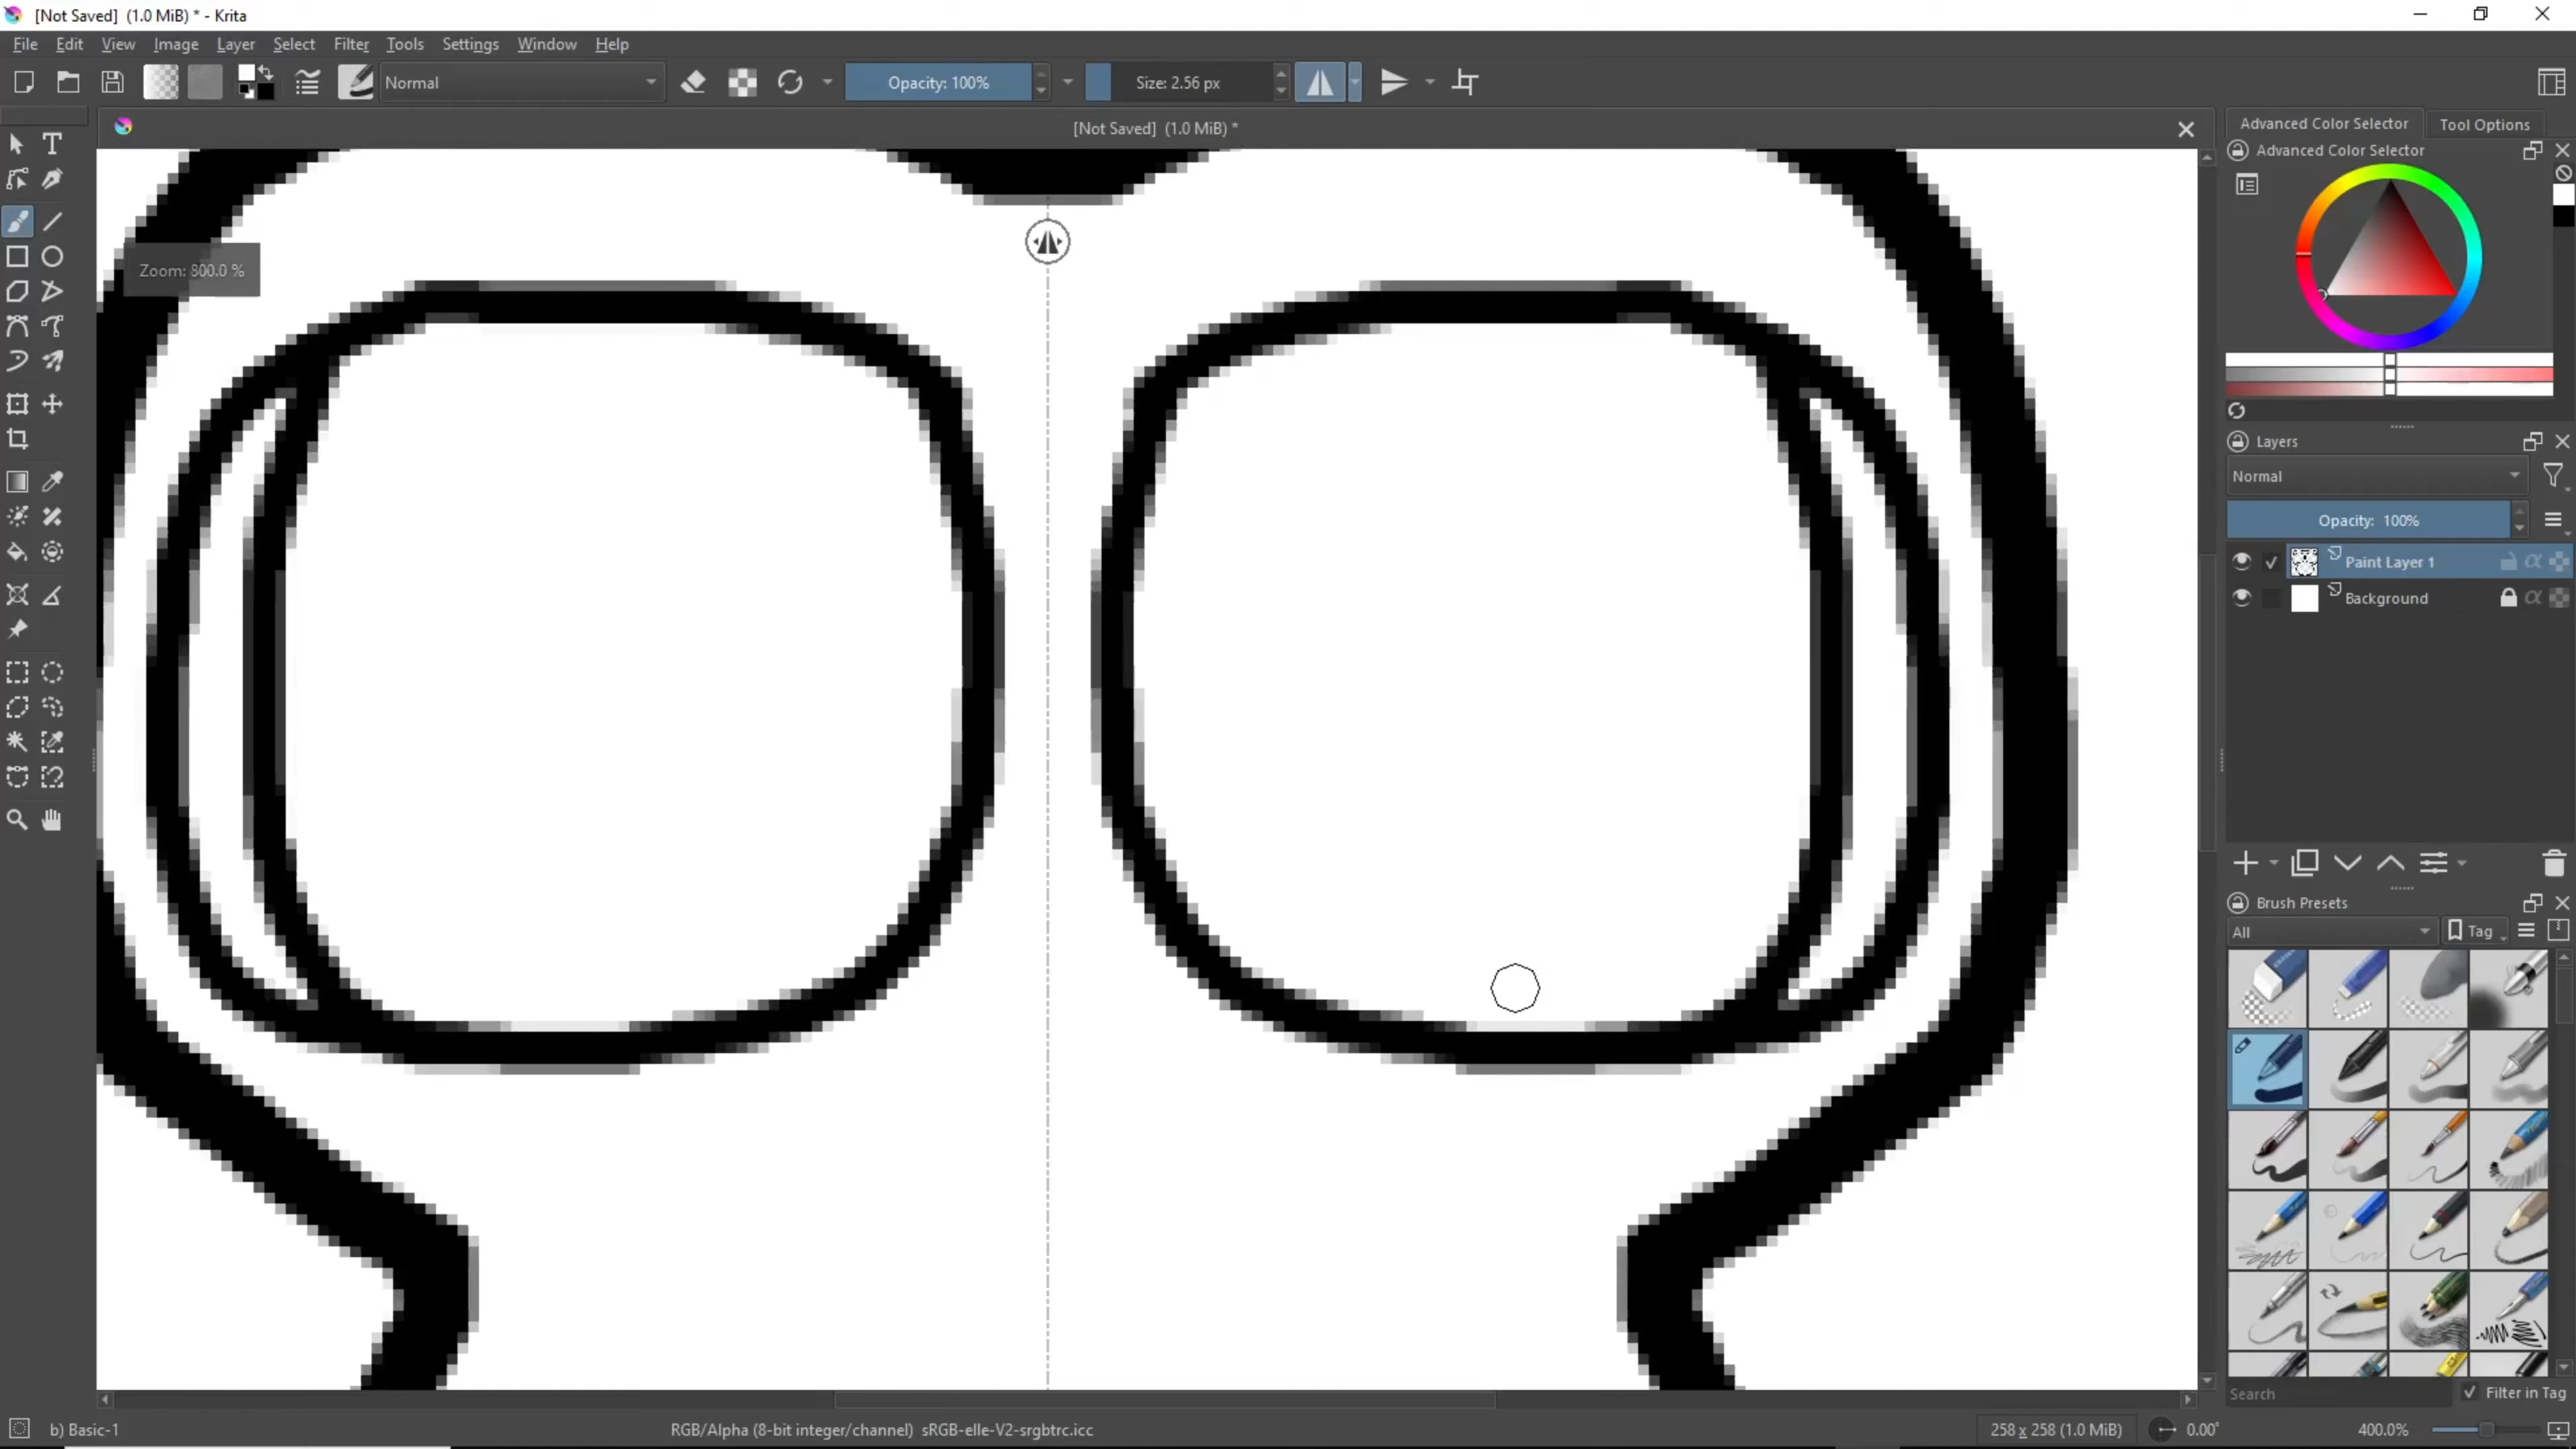 [Not Saved]  (1.0 MiB) * - Krita
File Edit View Image Layer Select Filter Tools Settings Window Help
Normal
Opacity: 100%
Size: 2.56 px
[Not Saved]  (1.0 MiB) *
Advanced Color Selector
Tool Options
Advanced Color Selector
Zoom: 800.0 %
Layers
Normal
Opacity:  100%
Paint Layer 1
Background
Brush Presets
All
Tag
Search
Filter in Tag
b) Basic-1
RGB/Alpha (8-bit integer/channel)  sRGB-elle-V2-srgbtrc.icc
258 x 258 (1.0 MiB)
0.00°
400.0%